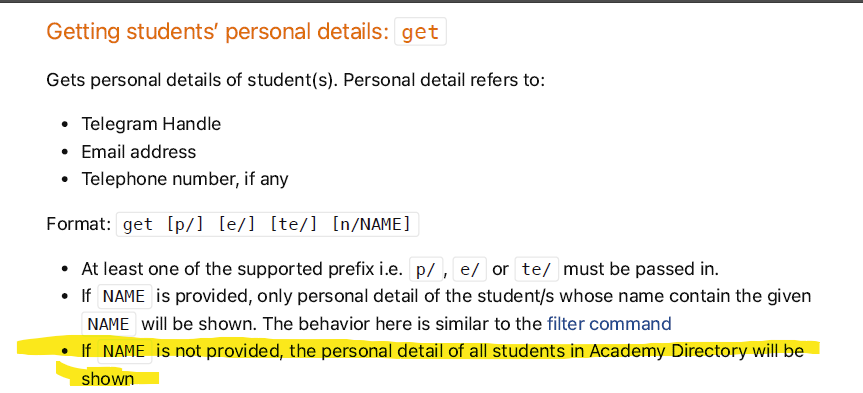 Getting students’ personal details: get
Gets personal details of student(s). Personal detail refers to:
• Telegram Handle
• Email address
• Telephone number, if any
Format: get [p/] [e/] [te/] [n/NAME]
• At least one of the supported prefix i.e. p/ , e/ or te/ must be passed in.
• If NAME is provided, only personal detail of the student/s whose name contain the given
NAME will be shown. The behavior here is similar to the filter command
• If NAME is not provided, the personal detail of all students in Academy Directory will be
shown